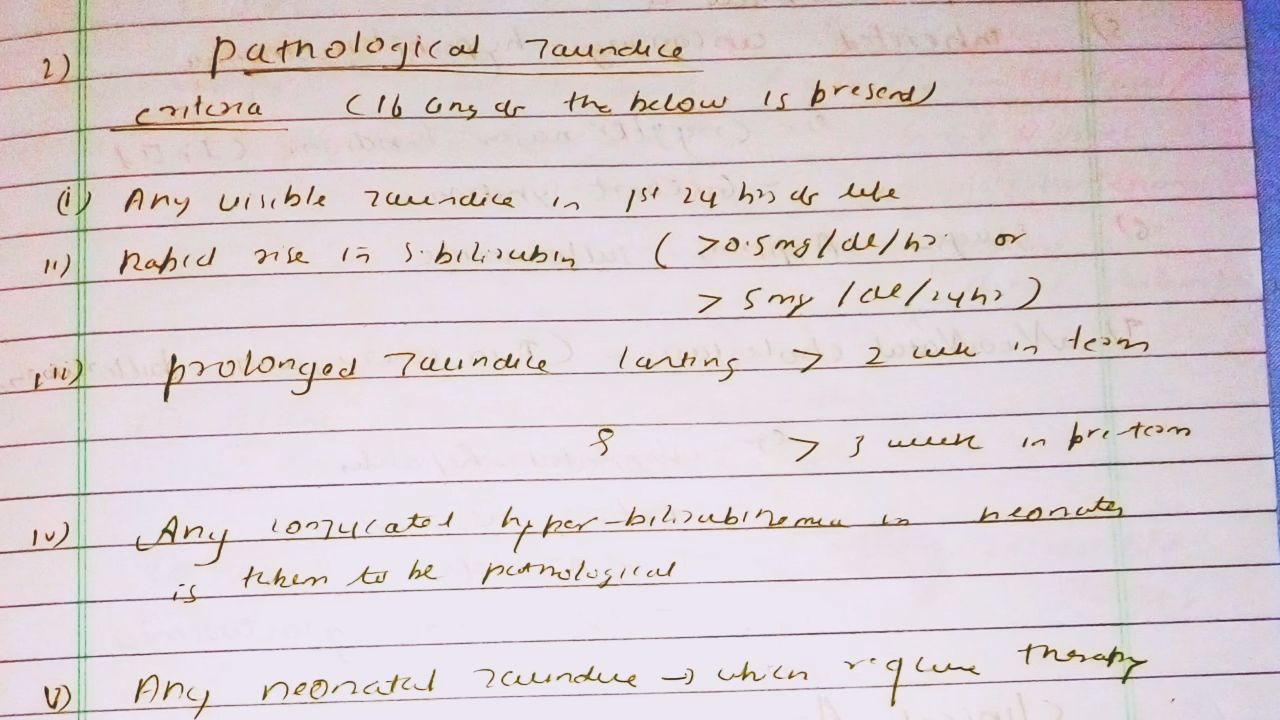 2) Pathological Jaundice
criteria (If any of the below is present)
(i) Any visible Jaundice in 1st 24 hrs of life
ii) Rapid rise in S.bilirubin ( >0.5mg/dl/hr or
> 5mg /dl/24hr)
iii) prolonged Jaundice lasting > 2 week in term
& > 3 week in pre-term
iv) Any conjugated hyper-bilirubinemia in neonates
is taken to be pathological
v) Any neonatal Jaundice → which require therapy